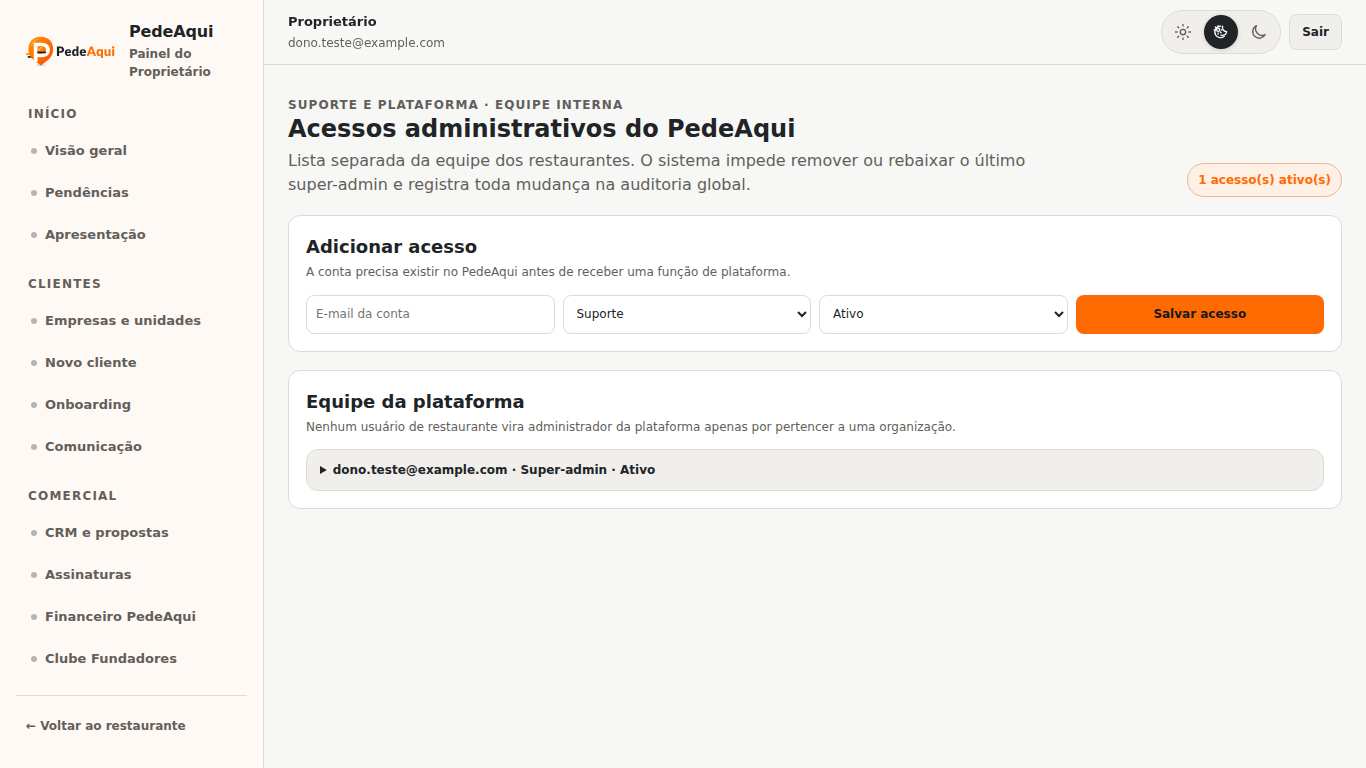 PedeAqui
PedeAqui
Painel do
Proprietário
INÍCIO
Visão geral
Pendências
Apresentação
CLIENTES
Empresas e unidades
Novo cliente
Onboarding
Comunicação
COMERCIAL
CRM e propostas
Assinaturas
Financeiro PedeAqui
Clube Fundadores
← Voltar ao restaurante
Proprietário
dono.teste@example.com
Sair
SUPORTE E PLATAFORMA · EQUIPE INTERNA
Acessos administrativos do PedeAqui
Lista separada da equipe dos restaurantes. O sistema impede remover ou rebaixar o último
super-admin e registra toda mudança na auditoria global.
1 acesso(s) ativo(s)
Adicionar acesso
A conta precisa existir no PedeAqui antes de receber uma função de plataforma.
E-mail da conta
Suporte
Ativo
Salvar acesso
Equipe da plataforma
Nenhum usuário de restaurante vira administrador da plataforma apenas por pertencer a uma organização.
dono.teste@example.com · Super-admin · Ativo